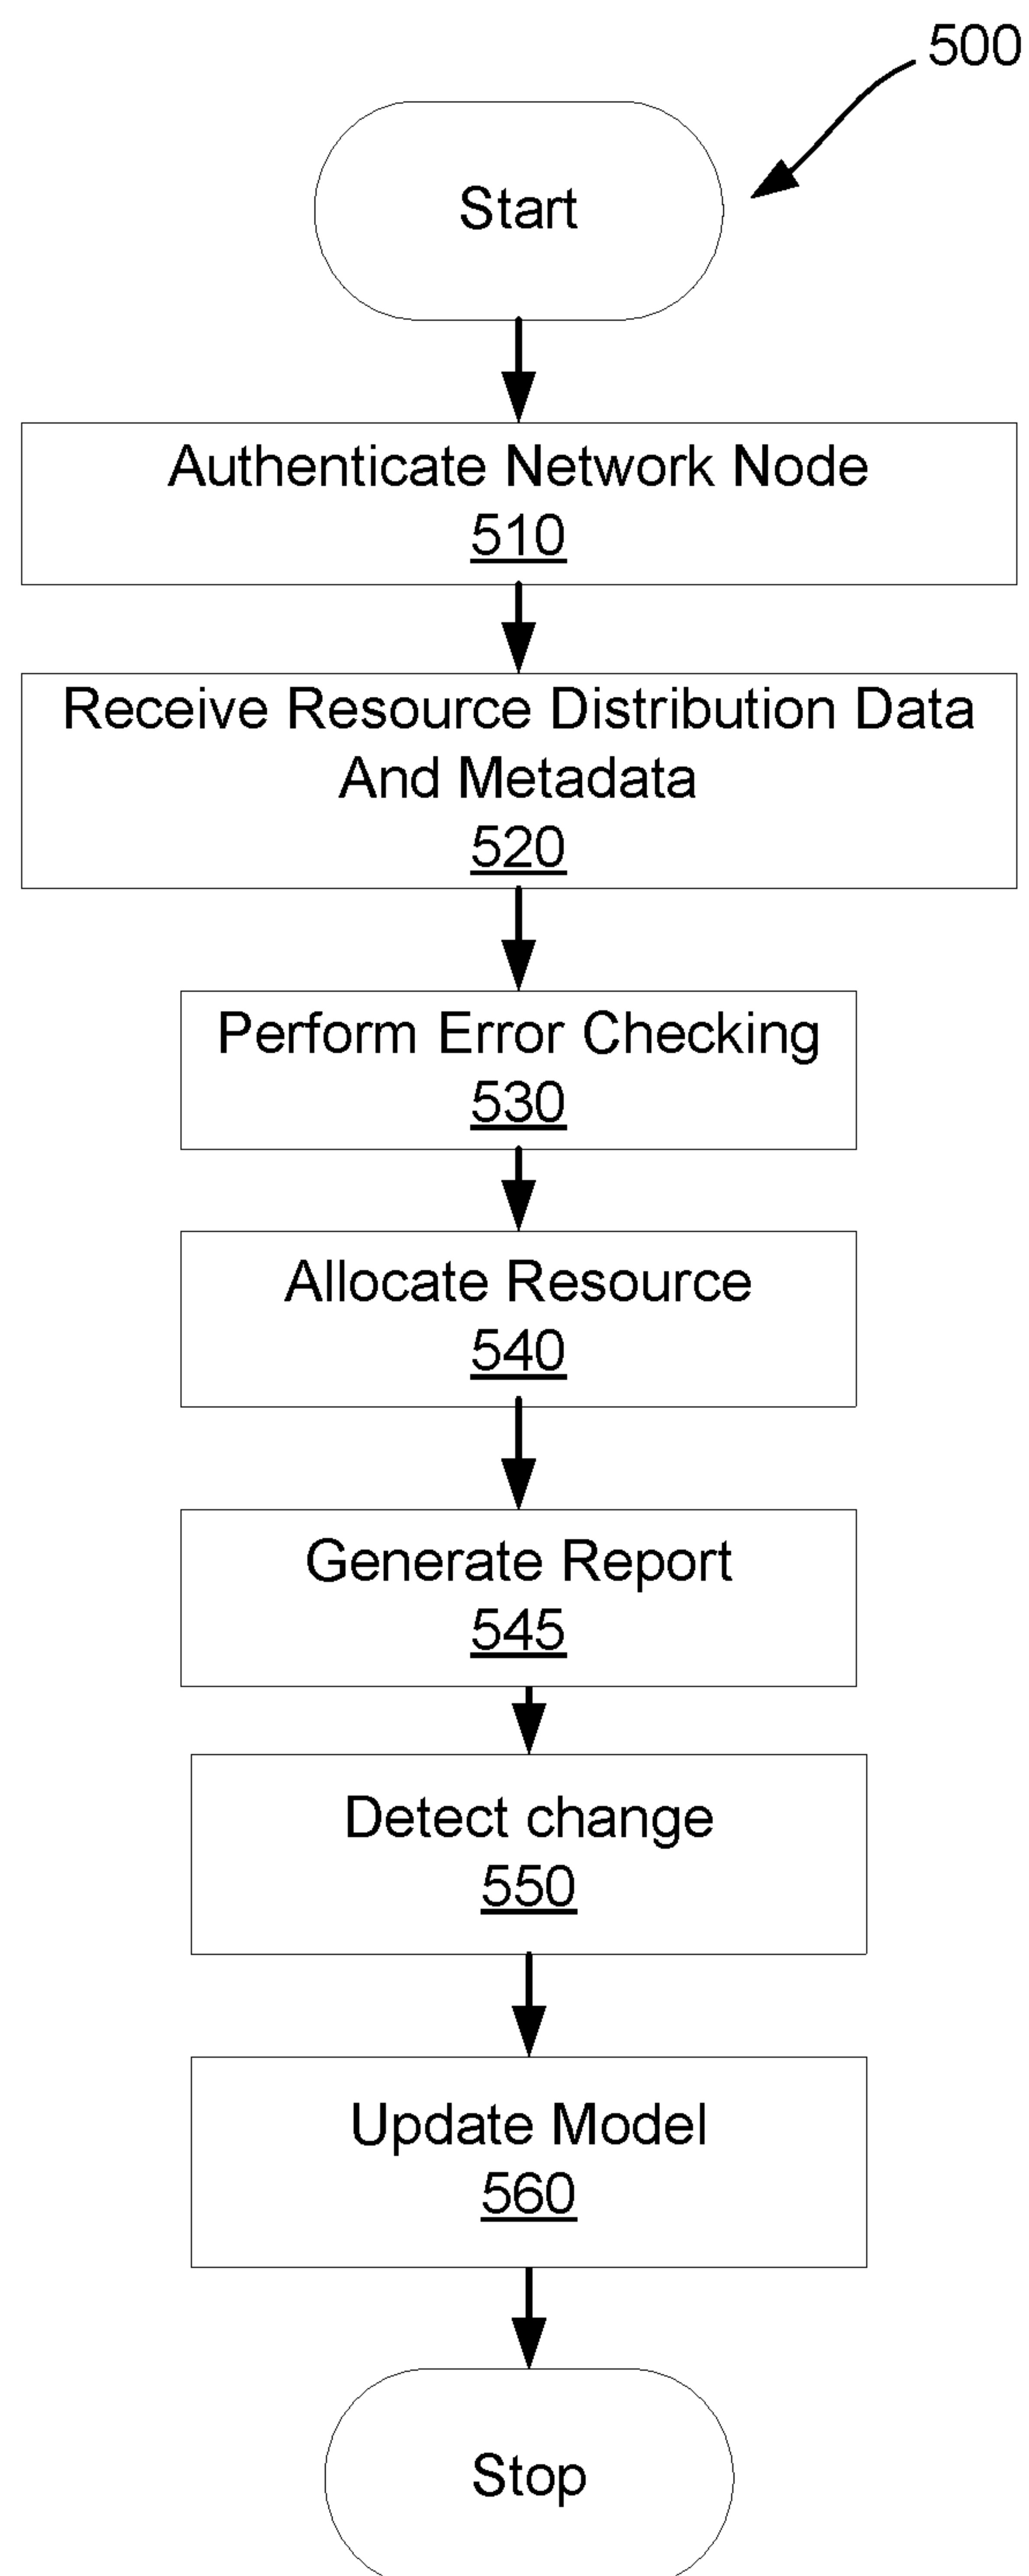 500
Start
Authenticate Network Node
510
Receive Resource Distribution Data
And Metadata
520
Perform Error Checking
530
Allocate Resource
540
Generate Report
545
Detect change
550
Update Model
560
Stop